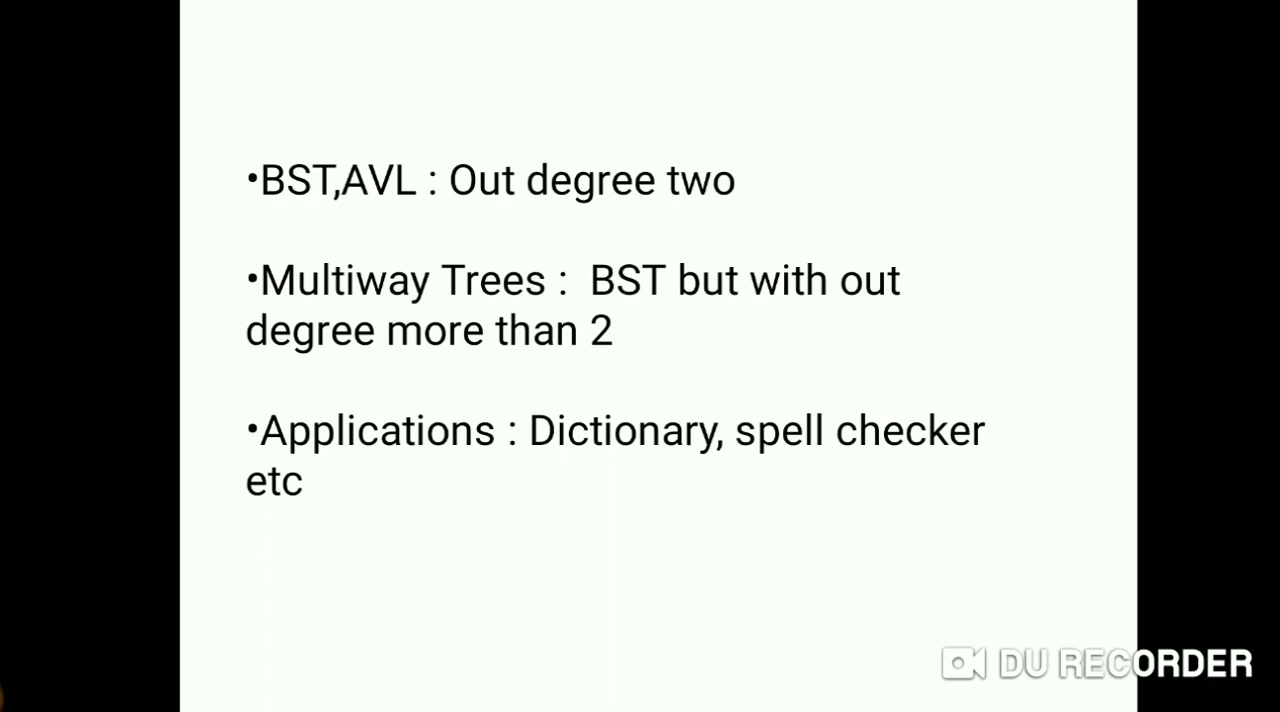 •BST,AVL : Out degree two
•Multiway Trees :  BST but with out
degree more than 2
•Applications : Dictionary, spell checker
etc
DU RECORDER